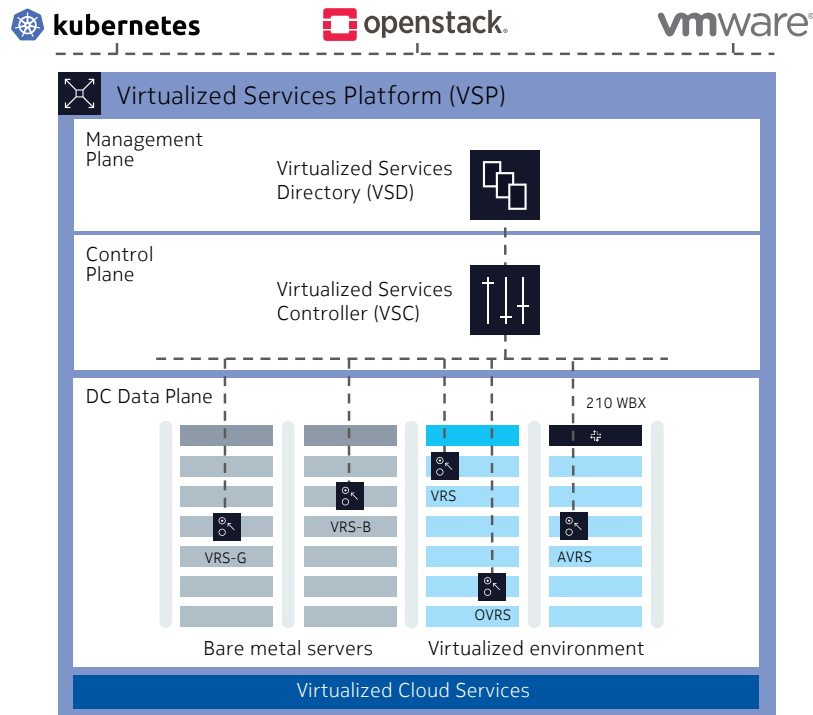 kubernetes
openstack.
vmware®
Virtualized Services Platform (VSP)
Management
Plane
Virtualized Services
Directory (VSD)
Control
Plane
Virtualized Services
Controller (VSC)
DC Data Plane
210 WBX
VRS
VRS-B
VRS-G
AVRS
OVRS
Bare metal servers
Virtualized environment
Virtualized Cloud Services